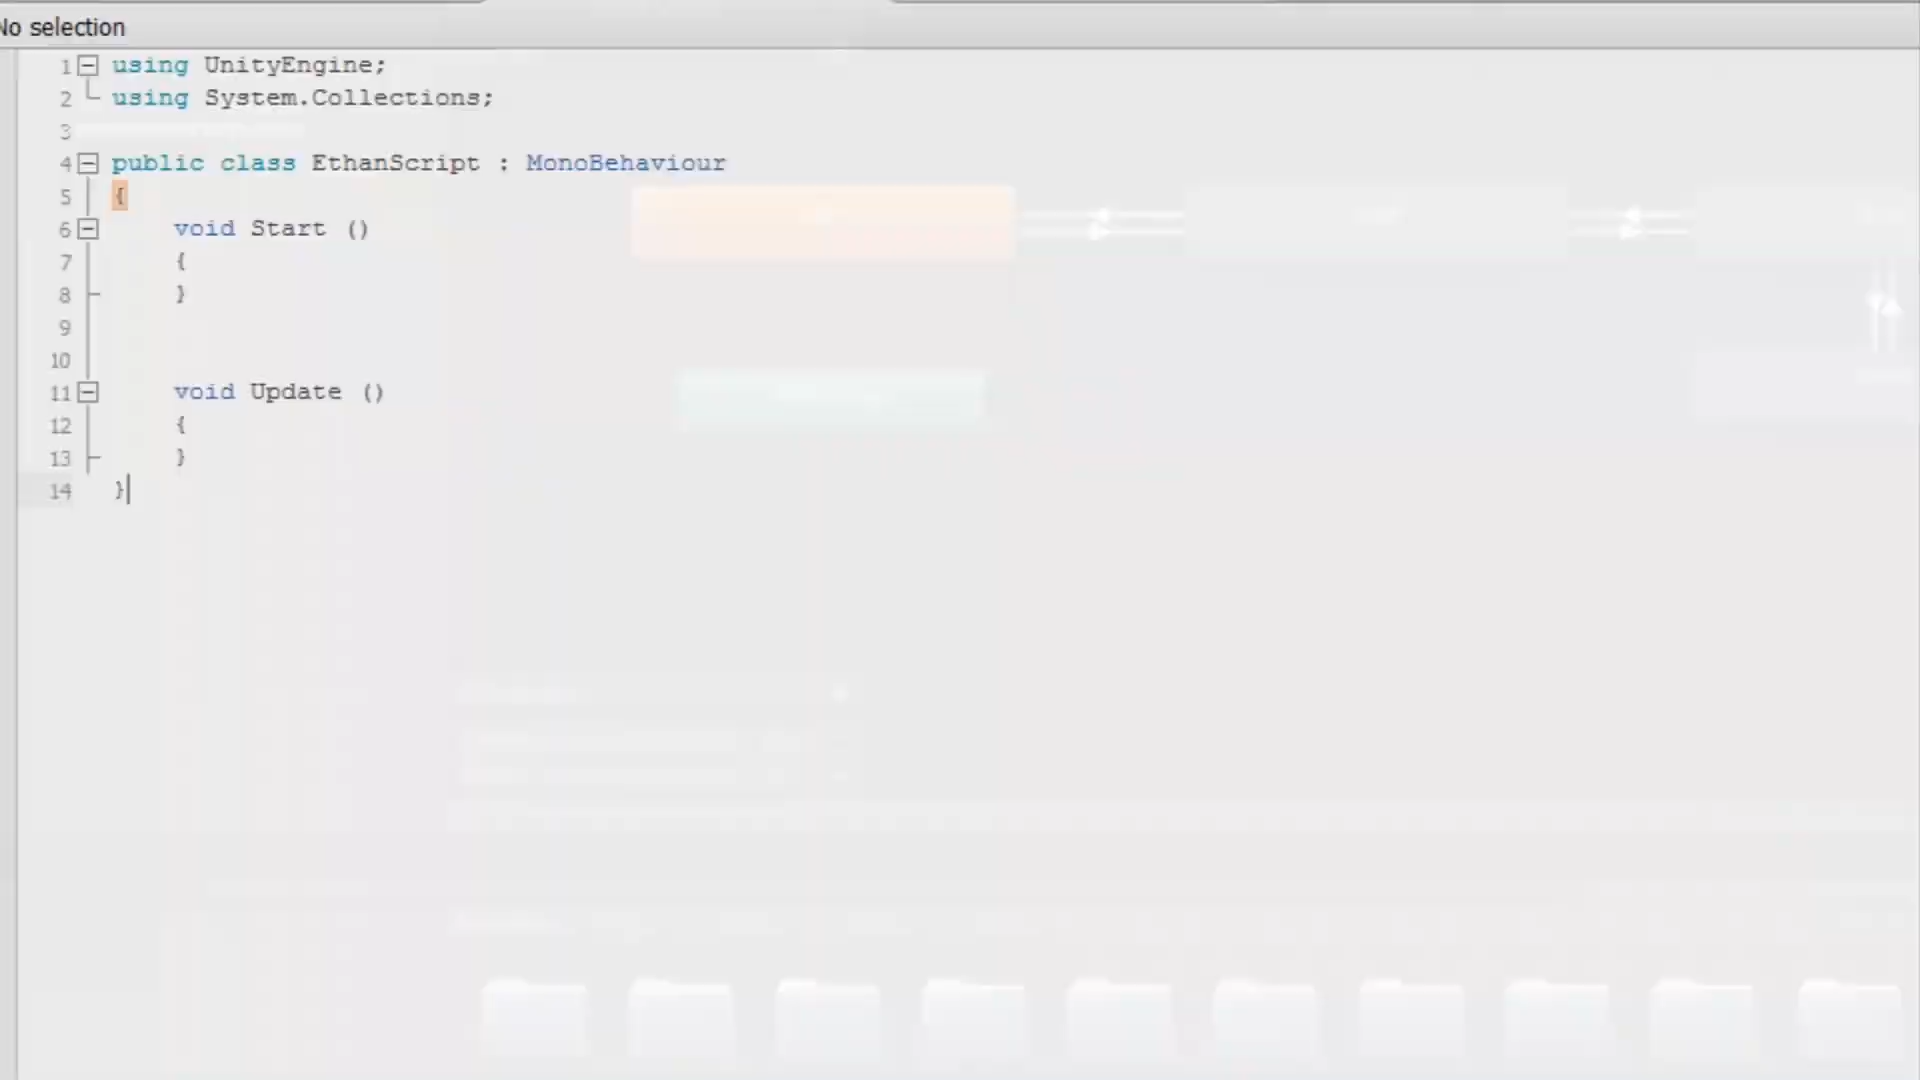 No selection
1 using UnityEngine;
2 using System.Collections;
3
4 public class EthanScript : MonoBehaviour
5 {
6 void Start ()
7 {
8 }
9
10
11 void Update ()
12 {
13 }
14 }